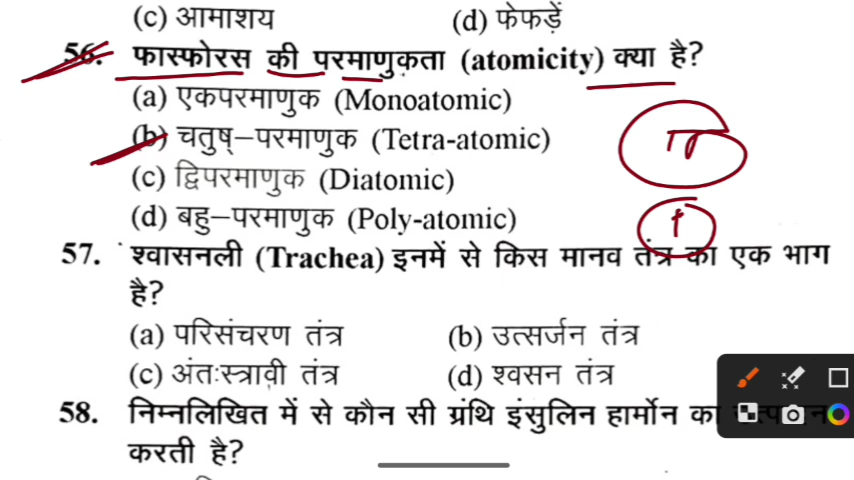 (c) आमाशय (d) फेफड़ें
56. फास्फोरस की परमाणुकता (atomicity) क्या है?
(a) एकपरमाणुक (Monoatomic)
(b) चतुष्–परमाणुक (Tetra-atomic)
(c) द्विपरमाणुक (Diatomic)
(d) बहु–परमाणुक (Poly-atomic)
57. श्वासनली (Trachea) इनमें से किस मानव तंत्र का एक भाग
है?
(a) परिसंचरण तंत्र (b) उत्सर्जन तंत्र
(c) अंतःस्त्रावी तंत्र (d) श्वसन तंत्र
58. निम्नलिखित में से कौन सी ग्रंथि इंसुलिन हार्मोन का
करती है?